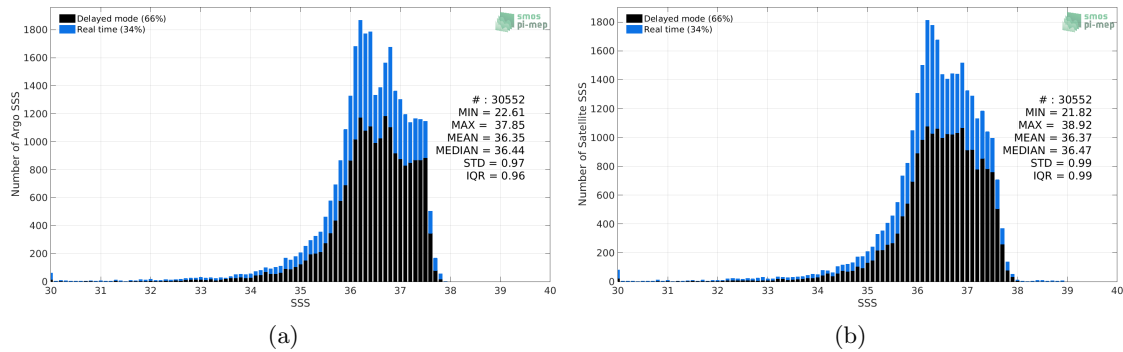 Delayed mode (66%)
Real time (34%)
smos
pi-mep
1800
1600
1400
1200
1000
800
600
400
200
0
Number of Argo SSS
# : 30552
MIN = 22.61
MAX = 37.85
MEAN = 36.35
MEDIAN = 36.44
STD = 0.97
IQR = 0.96
30 31 32 33 34 35 36 37 38 39 40
SSS
(a)
Delayed mode (66%)
Real time (34%)
smos
pi-mep
1800
1600
1400
1200
1000
800
600
400
200
0
Number of Satellite SSS
# : 30552
MIN = 21.82
MAX = 38.92
MEAN = 36.37
MEDIAN = 36.47
STD = 0.99
IQR = 0.99
30 31 32 33 34 35 36 37 38 39 40
SSS
(b)